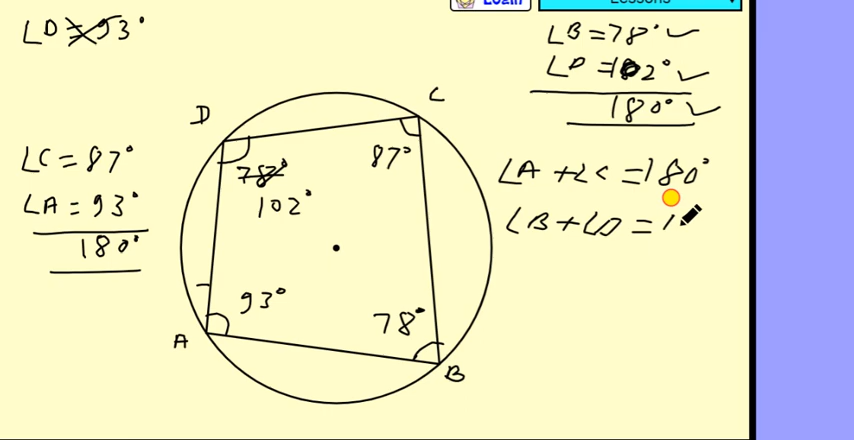 Login
Lessons
∠D = 93°
∠B = 78° ✓
∠D = 102° ✓
180° ✓
D
C
∠C = 87°
∠A = 93°
180°
78°
102°
87°
∠A + ∠C = 180°
∠B + ∠D = 1
93°
78°
A
B